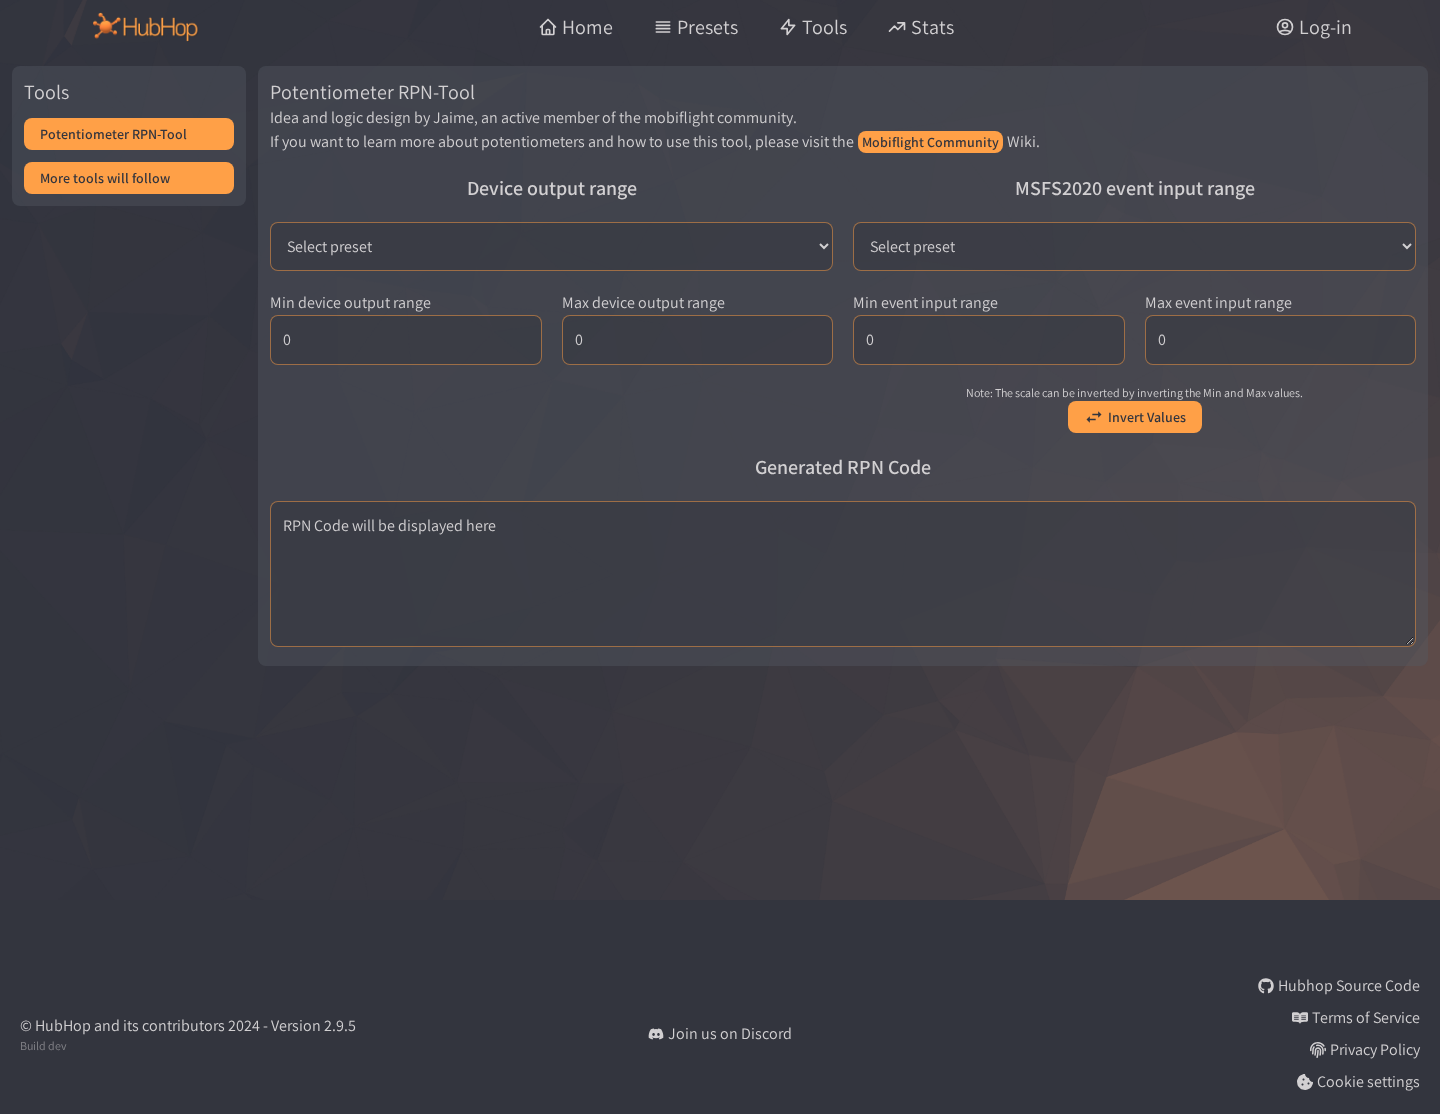 HubHop
Home
Presets
Tools
Stats
Log-in
Tools
Potentiometer RPN-Tool
More tools will follow
Potentiometer RPN-Tool
Idea and logic design by Jaime, an active member of the mobiflight community.
If you want to learn more about potentiometers and how to use this tool, please visit the Mobiflight Community Wiki.
Device output range
MSFS2020 event input range
Select preset
Select preset
Min device output range
Max device output range
Min event input range
Max event input range
0
0
0
0
Note: The scale can be inverted by inverting the Min and Max values.
Invert Values
Generated RPN Code
RPN Code will be displayed here
© HubHop and its contributors 2024 - Version 2.9.5
Build dev
Join us on Discord
Hubhop Source Code
Terms of Service
Privacy Policy
Cookie settings